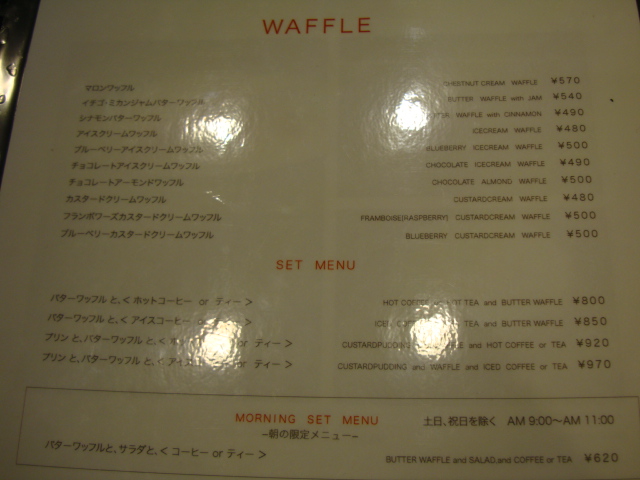 WAFFLE
マロンワッフル CHESTNUT CREAM WAFFLE ¥570
イチゴ・ミカンジャムバターワッフル BUTTER WAFFLE with JAM ¥540
シナモンバターワッフル WAFFLE with CINNAMON ¥490
アイスクリームワッフル ICECREAM WAFFLE ¥480
ブルーベリーアイスクリームワッフル BLUEBERRY ICECREAM WAFFLE ¥500
チョコレートアイスクリームワッフル CHOCOLATE ICECREAM WAFFLE ¥490
チョコレートアーモンドワッフル CHOCOLATE ALMOND WAFFLE ¥500
カスタードクリームワッフル CUSTARDCREAM WAFFLE ¥480
フランボワーズカスタードクリームワッフル FRAMBOISE(RASPBERRY) CUSTARDCREAM WAFFLE ¥500
ブルーベリーカスタードクリームワッフル BLUEBERRY CUSTARDCREAM WAFFLE ¥500
SET MENU
バターワッフルと、< ホットコーヒー or ティー > HOT COFFEE TEA and BUTTER WAFFLE ¥800
バターワッフルと、< アイスコーヒー ティー > ICED TEA and BUTTER WAFFLE ¥850
プリンと、バターワッフルと、< or ティー > CUSTARDPUDDING and HOT COFFEE or TEA ¥920
プリンと、バターワッフルと、< or ティー > CUSTARDPUDDING and WAFFLE and ICED COFFEE or TEA ¥970
MORNING SET MENU 土日、祝日を除く AM 9:00〜AM 11:00
−朝の限定メニュー−
バターワッフルと、サラダと、< コーヒー or ティー > BUTTER WAFFLE and SALAD,and COFFEE or TEA ¥620